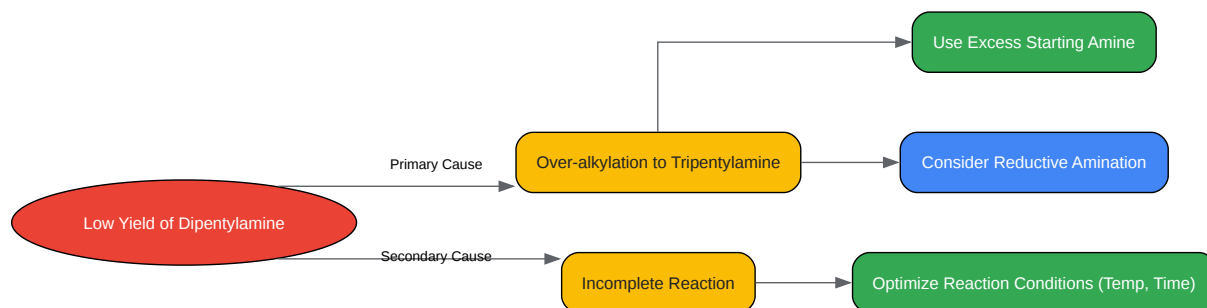 Use Excess Starting Amine
Primary Cause
Over-alkylation to Tripentylamine
Consider Reductive Amination
Low Yield of Dipentylamine
Secondary Cause
Incomplete Reaction
Optimize Reaction Conditions (Temp, Time)